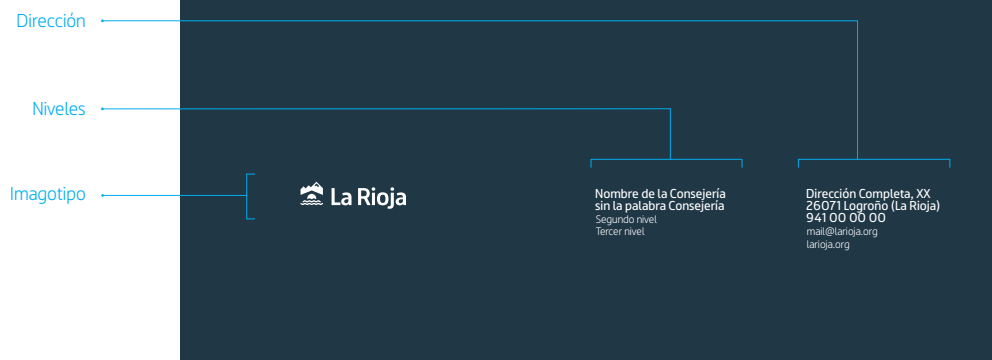 Dirección
Niveles
Imagotipo
La Rioja
Nombre de la Consejería
sin la palabra Consejería
Segundo nivel
Tercer nivel
Dirección Completa, XX
26071 Logroño (La Rioja)
941 00 00 00
mail@larioja.org
larioja.org